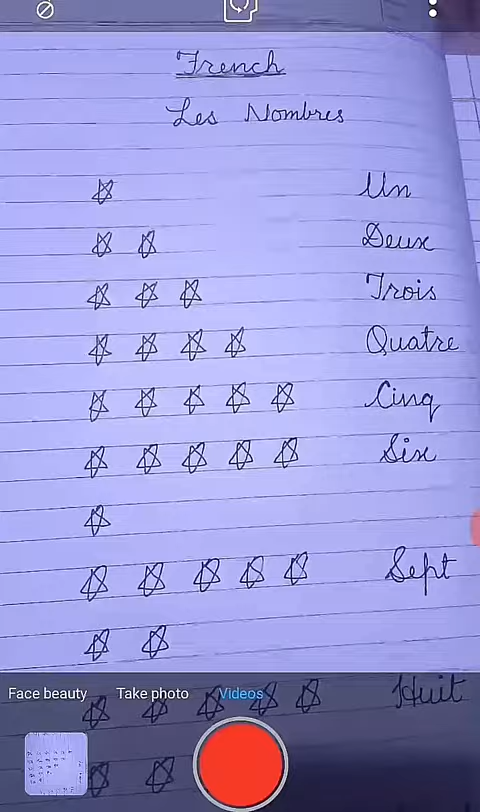 French
Les Nombres
Un
Deux
Trois
Quatre
Cinq
Six
Sept
Huit
Face beauty Take photo Videos